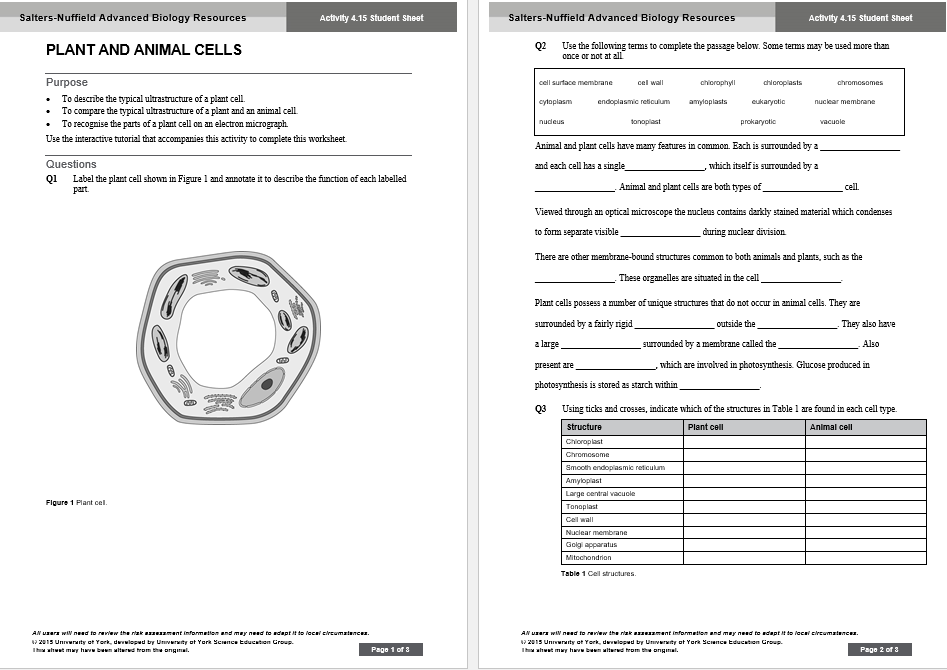 Salters-Nuffield Advanced Biology Resources
Activity 4.15 Student Sheet
PLANT AND ANIMAL CELLS
Purpose
• To describe the typical ultrastructure of a plant cell.
• To compare the typical ultrastructure of a plant and an animal cell.
• To recognise the parts of a plant cell on an electron micrograph.
Use the interactive tutorial that accompanies this activity to complete this worksheet.
Questions
Q1 Label the plant cell shown in Figure 1 and annotate it to describe the function of each labelled
part.
Figure 1 Plant cell.
All users will need to review the risk assessment information and may need to adapt it to local circumstances.
© 2015 University of York, developed by University of York Science Education Group.
This sheet may have been altered from the original.
Page 1 of 3
Salters-Nuffield Advanced Biology Resources
Activity 4.15 Student Sheet
Q2 Use the following terms to complete the passage below. Some terms may be used more than
once or not at all.
cell surface membrane cell wall chlorophyll chloroplasts chromosomes
cytoplasm endoplasmic reticulum amyloplasts eukaryotic nuclear membrane
nucleus tonoplast prokaryotic vacuole
Animal and plant cells have many features in common. Each is surrounded by a ________________
and each cell has a single________________, which itself is surrounded by a
________________. Animal and plant cells are both types of ________________ cell.
Viewed through an optical microscope the nucleus contains darkly stained material which condenses
to form separate visible ________________ during nuclear division.
There are other membrane-bound structures common to both animals and plants, such as the
________________. These organelles are situated in the cell ________________.
Plant cells possess a number of unique structures that do not occur in animal cells. They are
surrounded by a fairly rigid ________________ outside the ________________. They also have
a large ________________ surrounded by a membrane called the ________________. Also
present are ________________, which are involved in photosynthesis. Glucose produced in
photosynthesis is stored as starch within ________________.
Q3 Using ticks and crosses, indicate which of the structures in Table 1 are found in each cell type.
Structure Plant cell Animal cell
Chloroplast
Chromosome
Smooth endoplasmic reticulum
Amyloplast
Large central vacuole
Tonoplast
Cell wall
Nuclear membrane
Golgi apparatus
Mitochondrion
Table 1 Cell structures.
All users will need to review the risk assessment information and may need to adapt it to local circumstances.
© 2015 University of York, developed by University of York Science Education Group.
This sheet may have been altered from the original.
Page 2 of 3